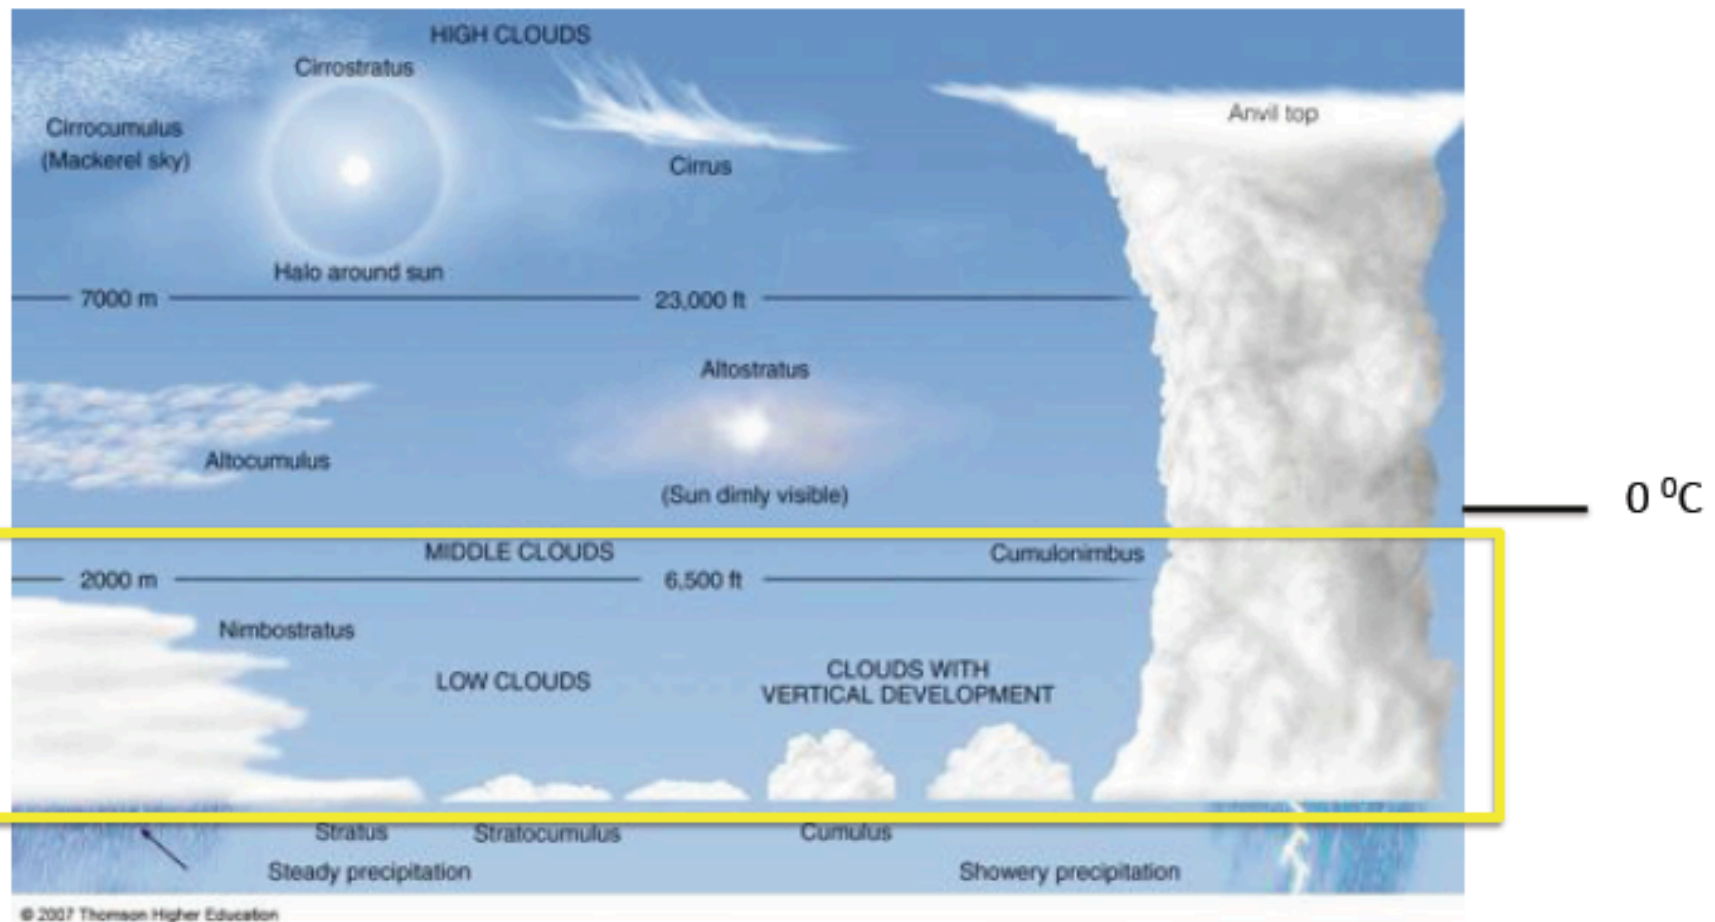 HIGH CLOUDS
Cirrostratus
Cirrocumulus
(Mackerel sky)
Cirrus
Anvil top
Halo around sun
7000 m
23,000 ft
Altostratus
Altocumulus
(Sun dimly visible)
0 ⁰C
MIDDLE CLOUDS
Cumulonimbus
2000 m
6,500 ft
Nimbostratus
LOW CLOUDS
CLOUDS WITH
VERTICAL DEVELOPMENT
Stratus
Stratocumulus
Cumulus
Steady precipitation
Showery precipitation
© 2007 Thomson Higher Education